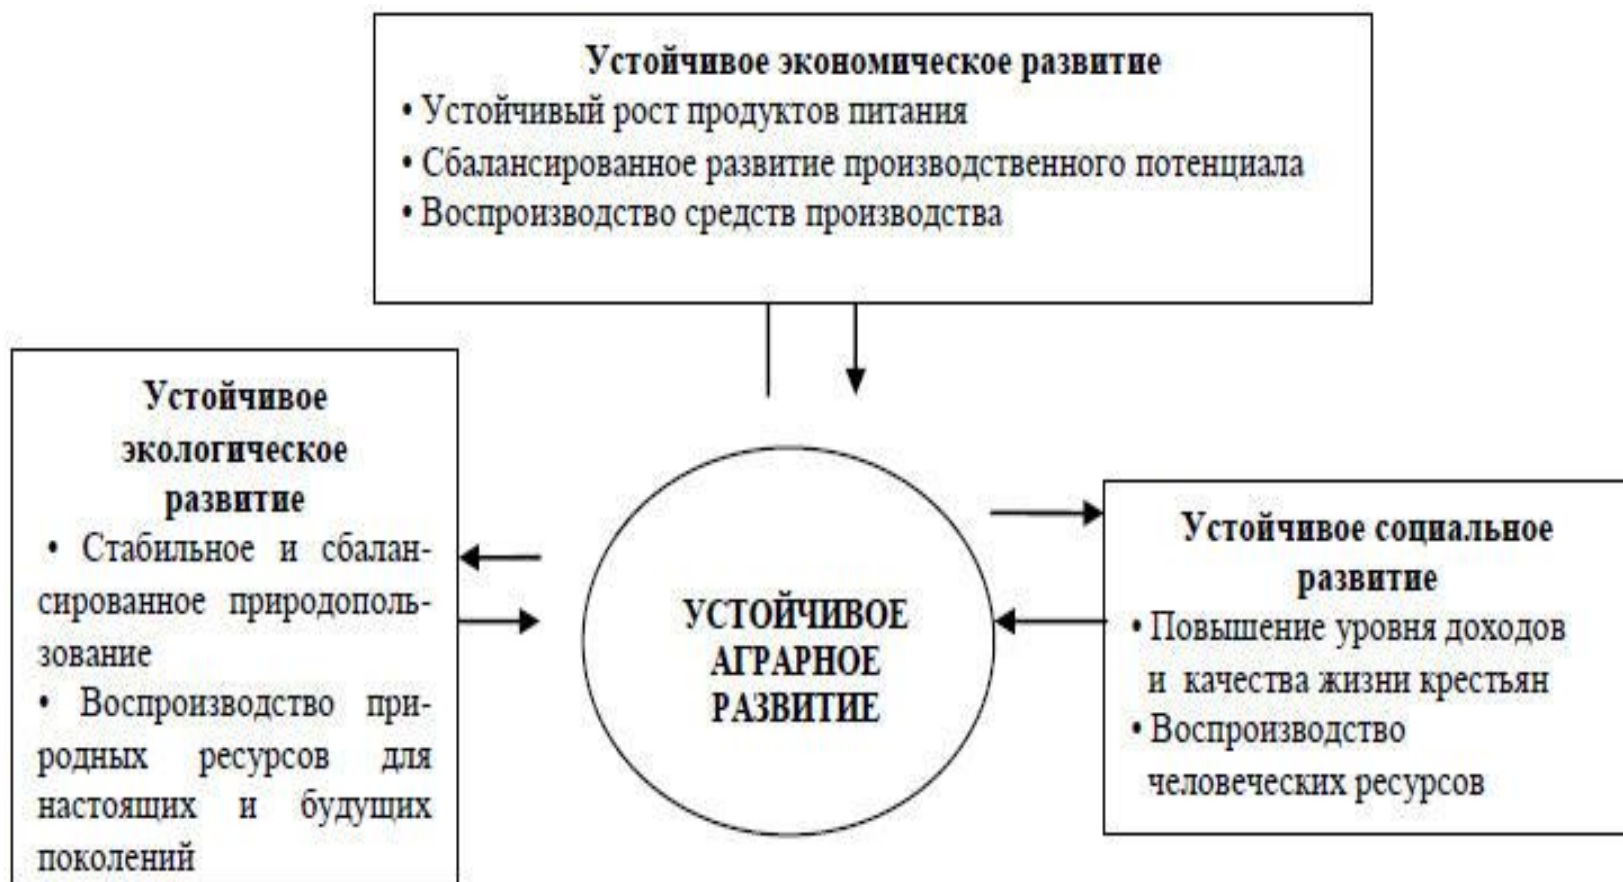 Устойчивое экономическое развитие
• Устойчивый рост продуктов питания
• Сбалансированное развитие производственного потенциала
• Воспроизводство средств производства
Устойчивое
экологическое
развитие
• Стабильное и сбалан-
сированное природополь-
зование
• Воспроизводство при-
родных ресурсов для
настоящих и будущих
поколений
УСТОЙЧИВОЕ
АГРАРНОЕ
РАЗВИТИЕ
Устойчивое социальное
развитие
• Повышение уровня доходов
и качества жизни крестьян
• Воспроизводство
человеческих ресурсов